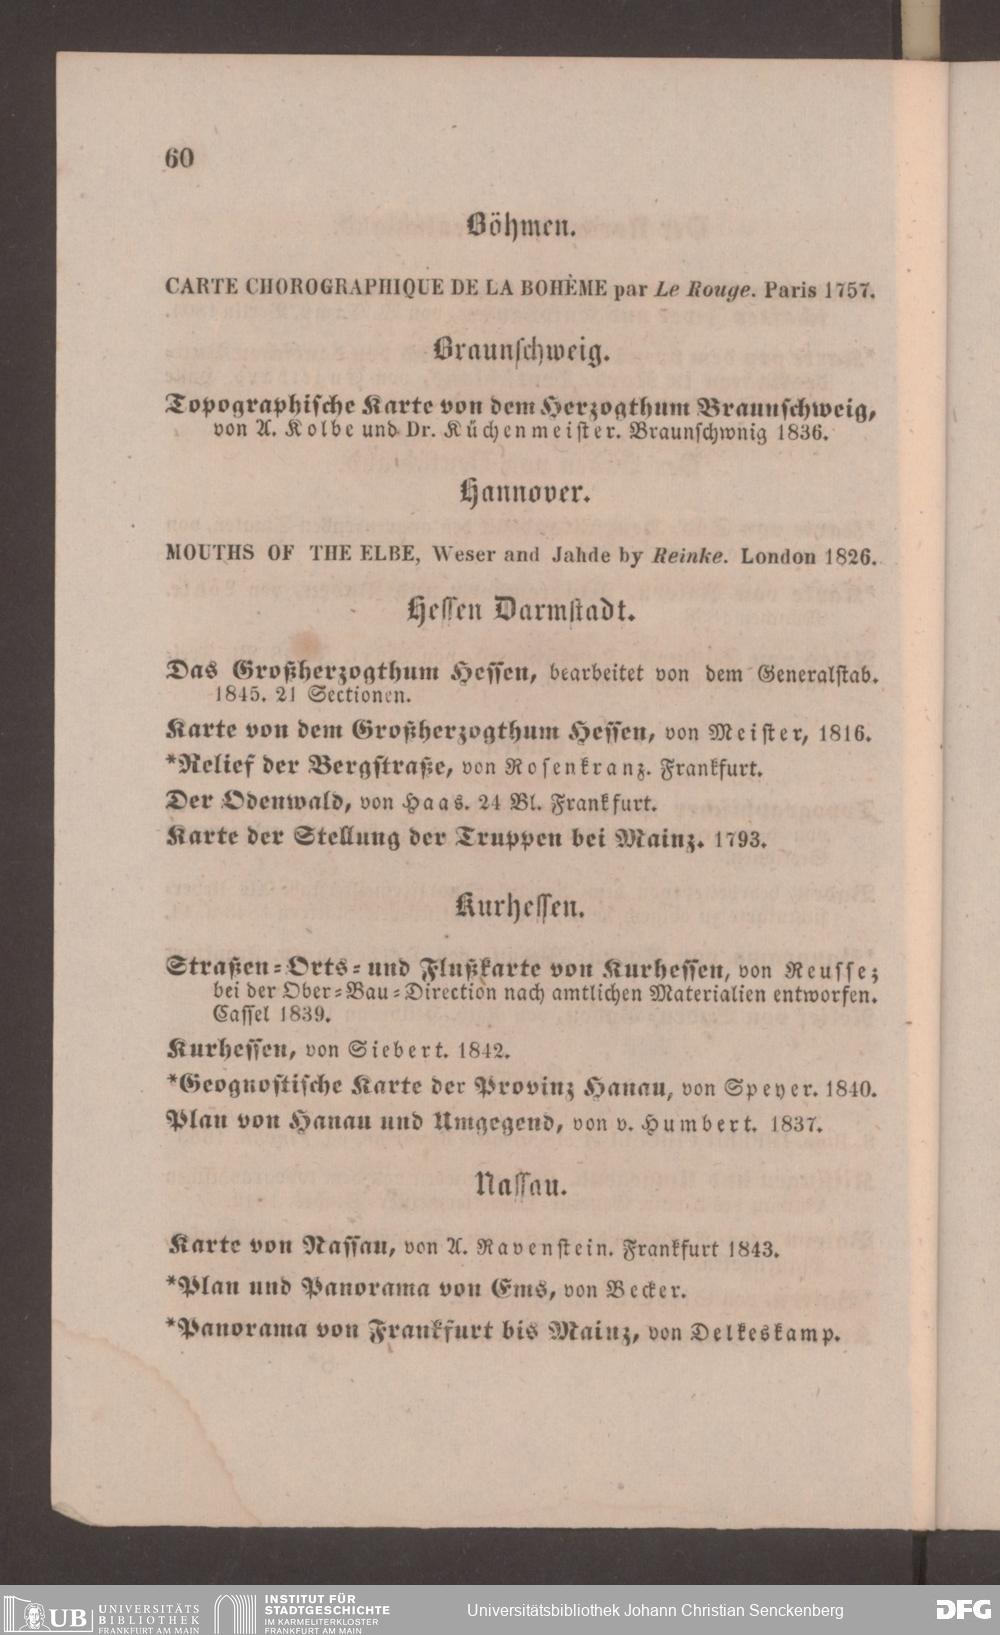 60
Böhmen.
CARTE CHOROGRAPHIQUE DE LA BOHÈME par Le Rouge. Paris 1757.
Braunschweig.
Topographische Karte von dem Herzogthum Braunschweig,
von A. Kolbe und Dr. Küchenmeister. Braunschwnig 1836.
Hannover.
MOUTHS OF THE ELBE, Weser and Jahde by Reinke. London 1826.
Hessen Darmstadt.
Das Großherzogthum Hessen, bearbeitet von dem Generalstab.
1845. 21 Sectionen.
Karte von dem Großherzogthum Hessen, von Meister, 1816.
*Relief der Bergstraße, von Rosenkranz. Frankfurt.
Der Odenwald, von Haas. 24 Bl. Frankfurt.
Karte der Stellung der Truppen bei Mainz. 1793.
Kurhessen.
Straßen-Orts- und Flußkarte von Kurhessen, von Reusse;
bei der Ober-Bau-Direction nach amtlichen Materialien entworfen.
Cassel 1839.
Kurhessen, von Siebert. 1842.
*Geognostische Karte der Provinz Hanau, von Speyer. 1840.
Plan von Hanau und Umgegend, von v. Humbert. 1837.
Nassau.
Karte von Nassau, von A. Ravenstein. Frankfurt 1843.
*Plan und Panorama von Ems, von Becker.
*Panorama von Frankfurt bis Mainz, von Delkeskamp.
UB UNIVERSITÄTS
BIBLIOTHEK
FRANKFURT AM MAIN
INSTITUT FÜR
STADTGESCHICHTE
IM KARMELITERKLOSTER
FRANKFURT AM MAIN
Universitätsbibliothek Johann Christian Senckenberg
DFG